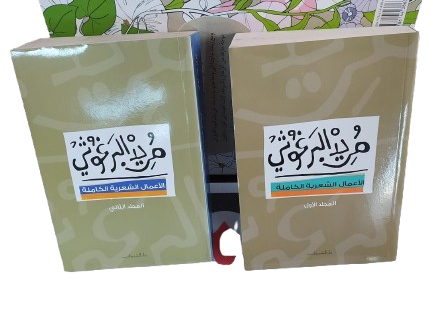 مريد البرغوثي
الأعمال الشعرية الكاملة
المجلد الأول
مريد البرغوثي
الأعمال الشعرية الكاملة
المجلد الثاني